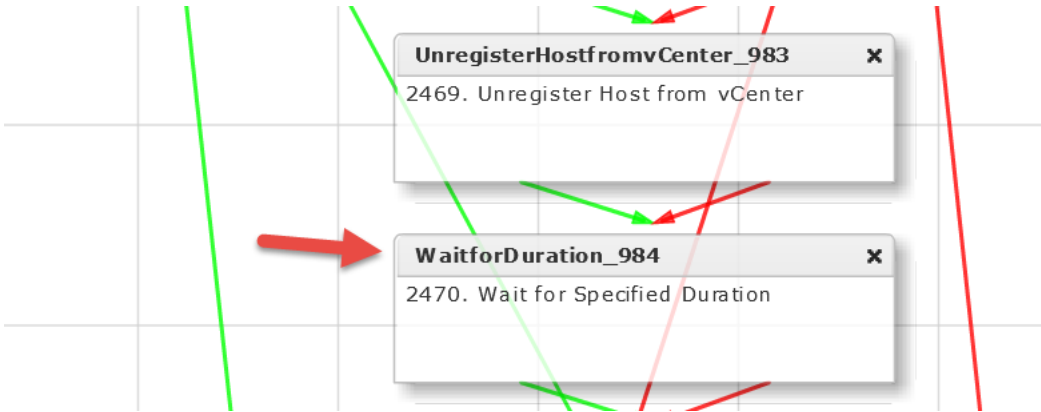 UnregisterHostfromvCenter_983
2469. Unregister Host from vCenter
WaitforDuration_984
2470. Wait for Specified Duration